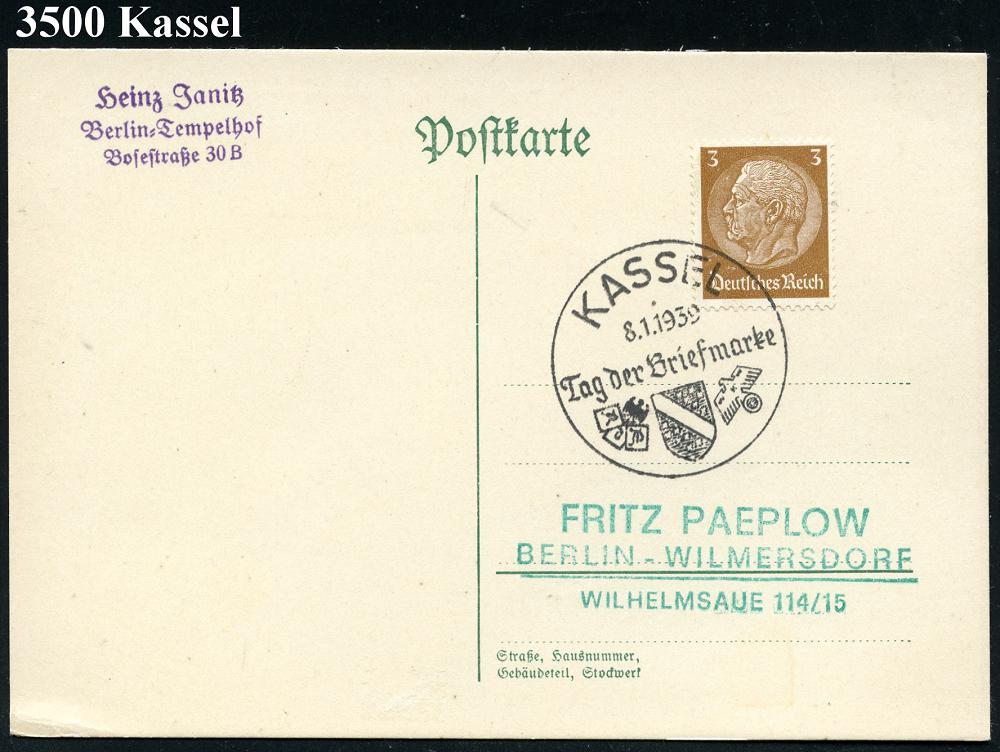 3500 Kassel
Heinz Janitz
Berlin-Tempelhof
Bosestraße 30 B
Postkarte
3 3
Deutsches Reich
KASSEL
8.1.1939
Tag der Briefmarke
FRITZ PAEPLOW
BERLIN-WILMERSDORF
WILHELMSAUE 114/15
Straße, Hausnummer,
Gebäudeteil, Stockwerk